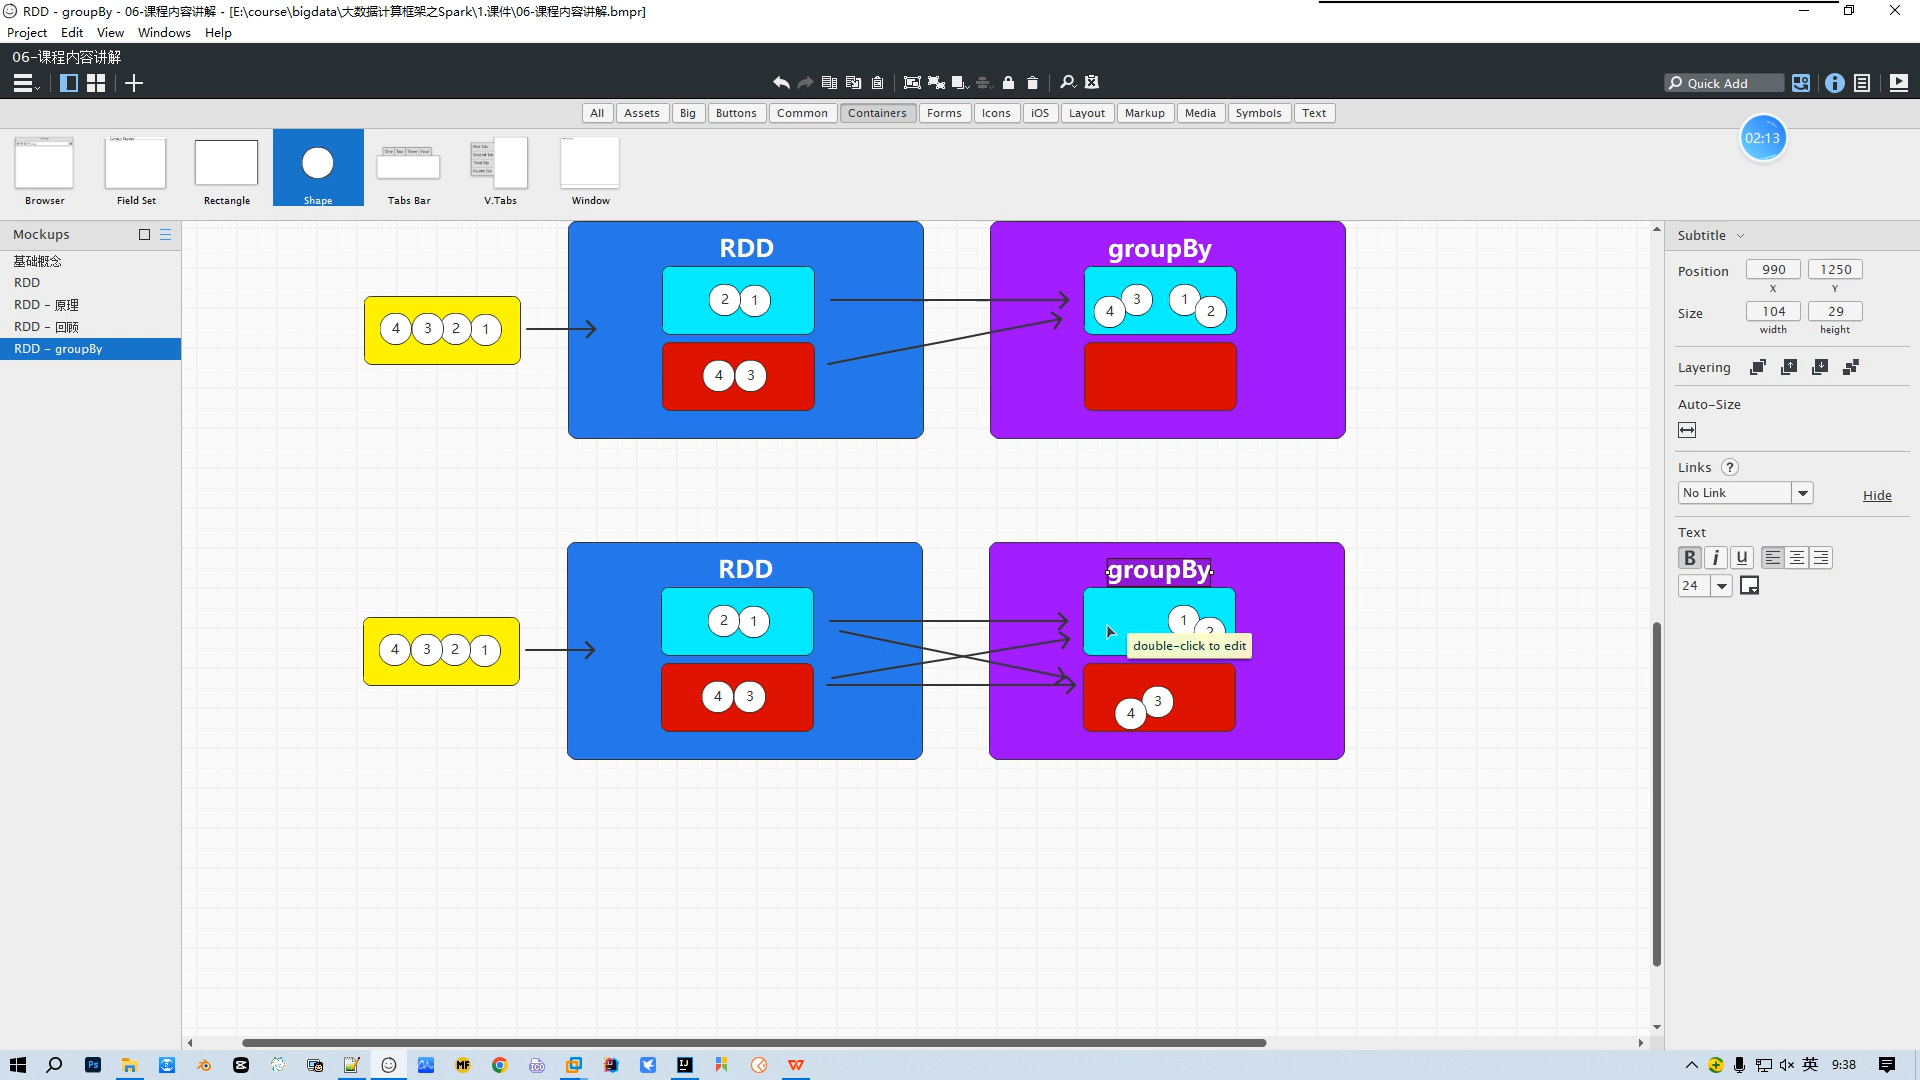 RDD - groupBy - 06-课程内容讲解 - [E:\course\bigdata\大数据计算框架之Spark\1.课件\06-课程内容讲解.bmpr]
Project Edit View Windows Help
06-课程内容讲解
Quick Add
All Assets Big Buttons Common Containers Forms Icons iOS Layout Markup Media Symbols Text
02:13
Browser Field Set Rectangle Shape Tabs Bar V.Tabs Window
Mockups
基础概念
RDD
RDD - 原理
RDD - 回顾
RDD - groupBy
RDD
groupBy
2 1
4 3 1 2
4 3 2 1
4 3
RDD
groupBy
2 1
1 2
double-click to edit
4 3 2 1
4 3
4 3
Subtitle
Position 990 1250
X Y
Size 104 29
width height
Layering
Auto-Size
Links ?
No Link Hide
Text
B i U
24
英 9:38